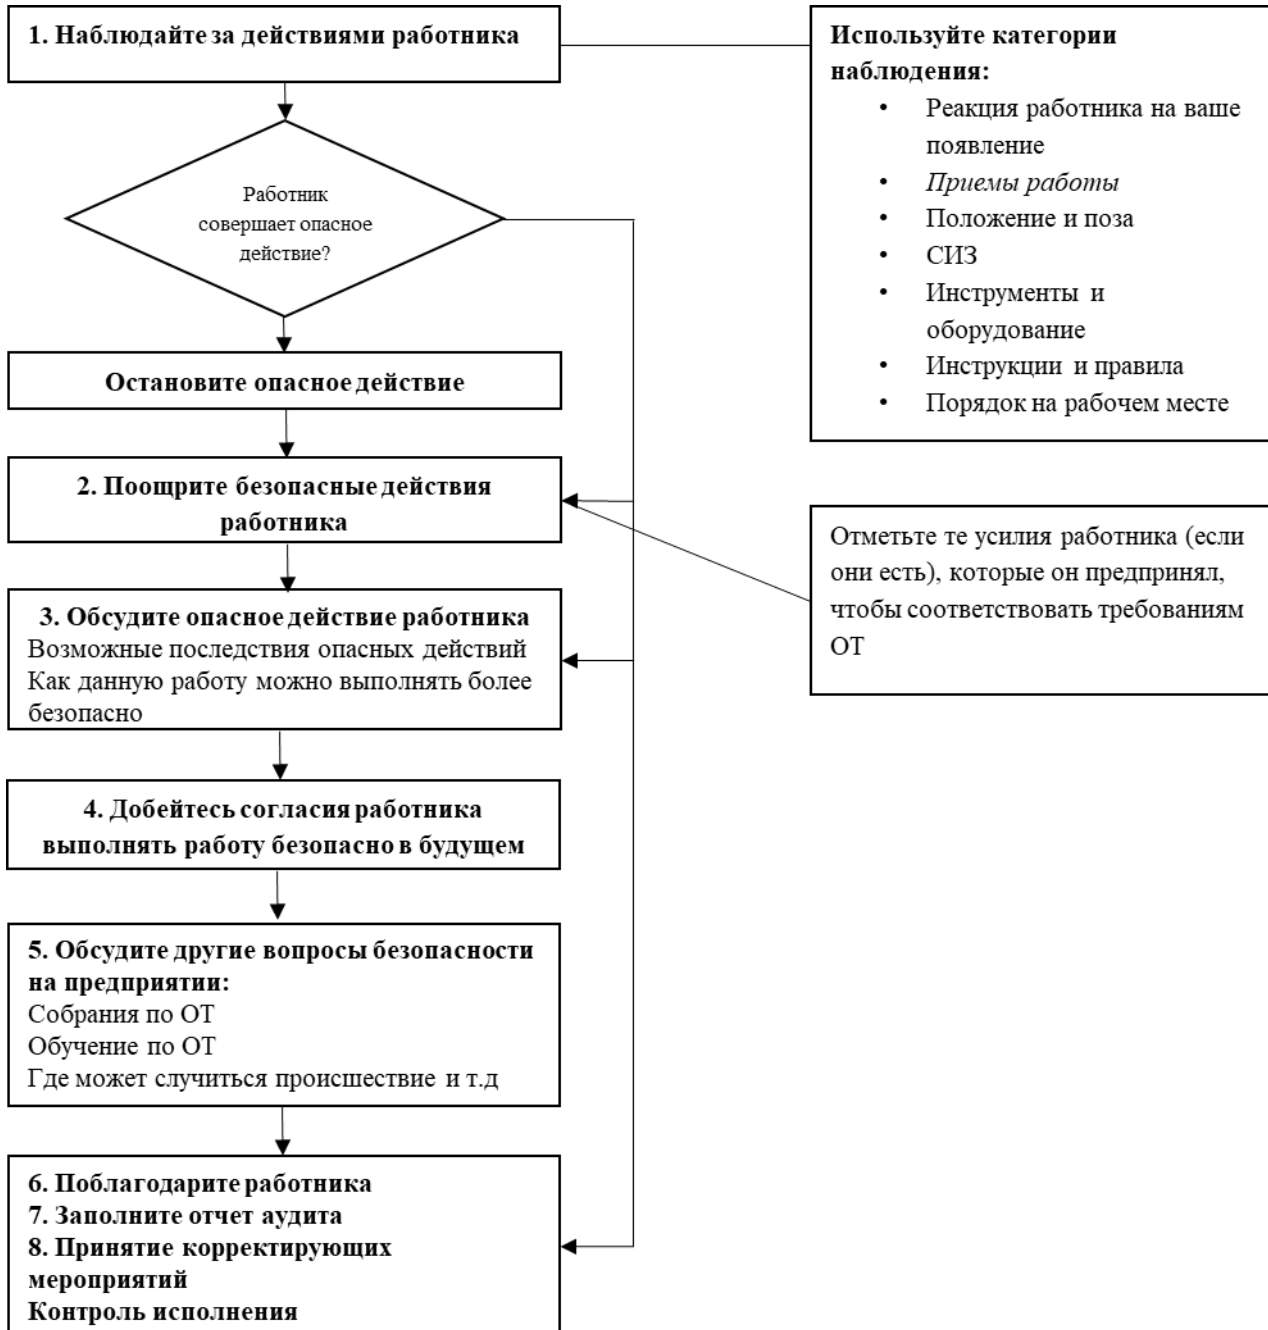 1. Наблюдайте за действиями работника
Используйте категории
наблюдения:
• Реакция работника на ваше
появление
• Приемы работы
• Положение и поза
• СИЗ
• Инструменты и
оборудование
• Инструкции и правила
• Порядок на рабочем месте
Работник
совершает опасное
действие?
Остановите опасное действие
2. Поощрите безопасные действия
работника
Отметьте те усилия работника (если
они есть), которые он предпринял,
чтобы соответствовать требованиям
ОТ
3. Обсудите опасное действие работника
Возможные последствия опасных действий
Как данную работу можно выполнять более
безопасно
4. Добейтесь согласия работника
выполнять работу безопасно в будущем
5. Обсудите другие вопросы безопасности
на предприятии:
Собрания по ОТ
Обучение по ОТ
Где может случиться происшествие и т.д
6. Поблагодарите работника
7. Заполните отчет аудита
8. Принятие корректирующих
мероприятий
Контроль исполнения